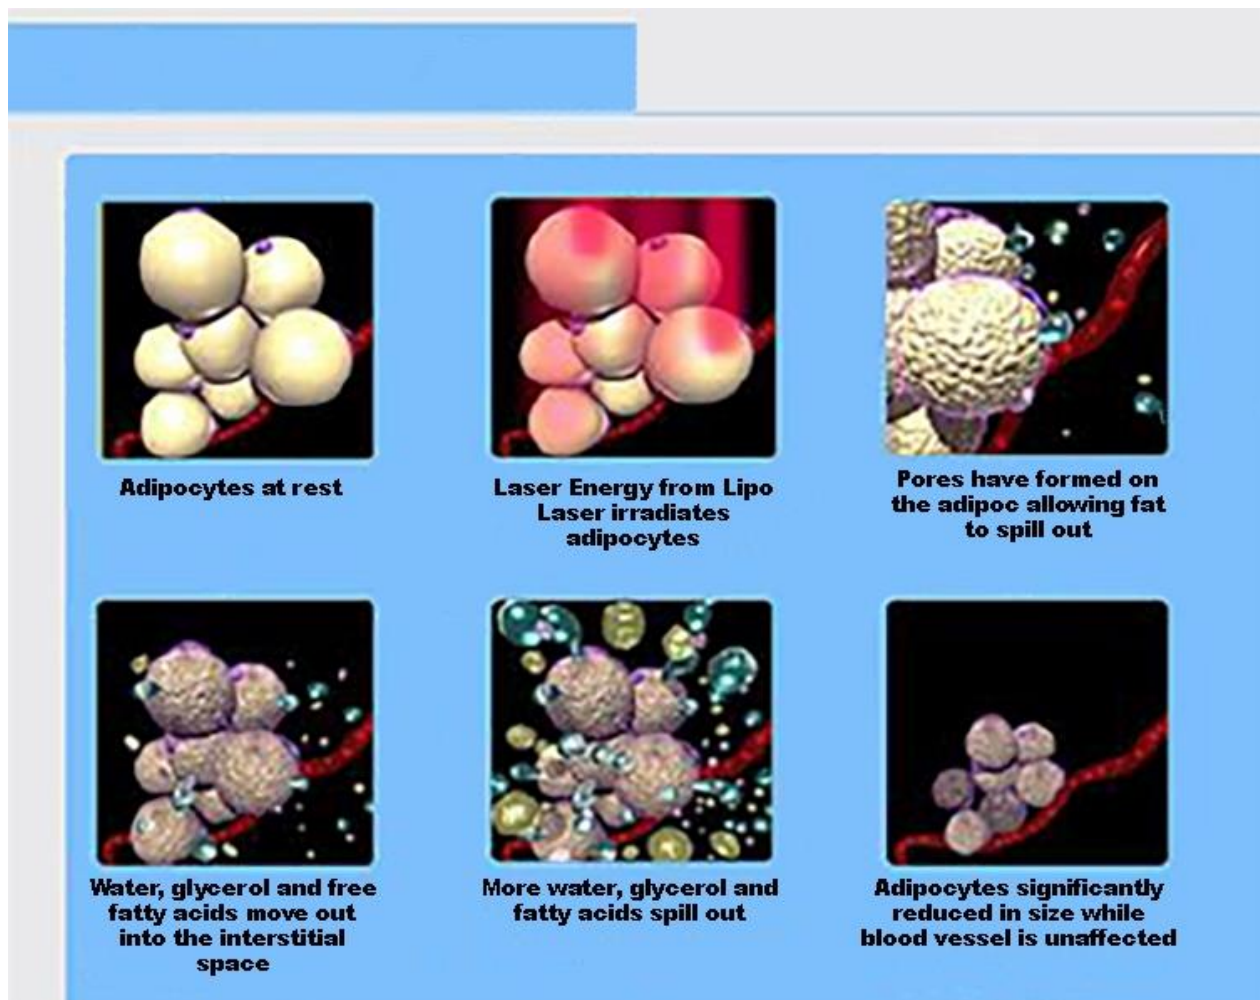 Adipocytes at rest
Laser Energy from Lipo
Laser irradiates
adipocytes
Pores have formed on
the adipoc allowing fat
to spill out
Water, glycerol and free
fatty acids move out
into the interstitial
space
More water, glycerol and
fatty acids spill out
Adipocytes significantly
reduced in size while
blood vessel is unaffected